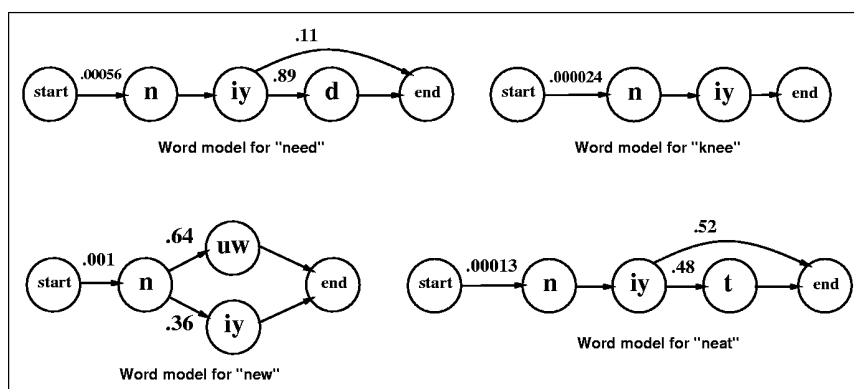 .11
.00056
.89
start
n
iy
d
end
Word model for "need"
.000024
start
n
iy
end
Word model for "knee"
.64
uw
.001
start
n
end
.36
iy
Word model for "new"
.52
.00013
.48
start
n
iy
t
end
Word model for "neat"